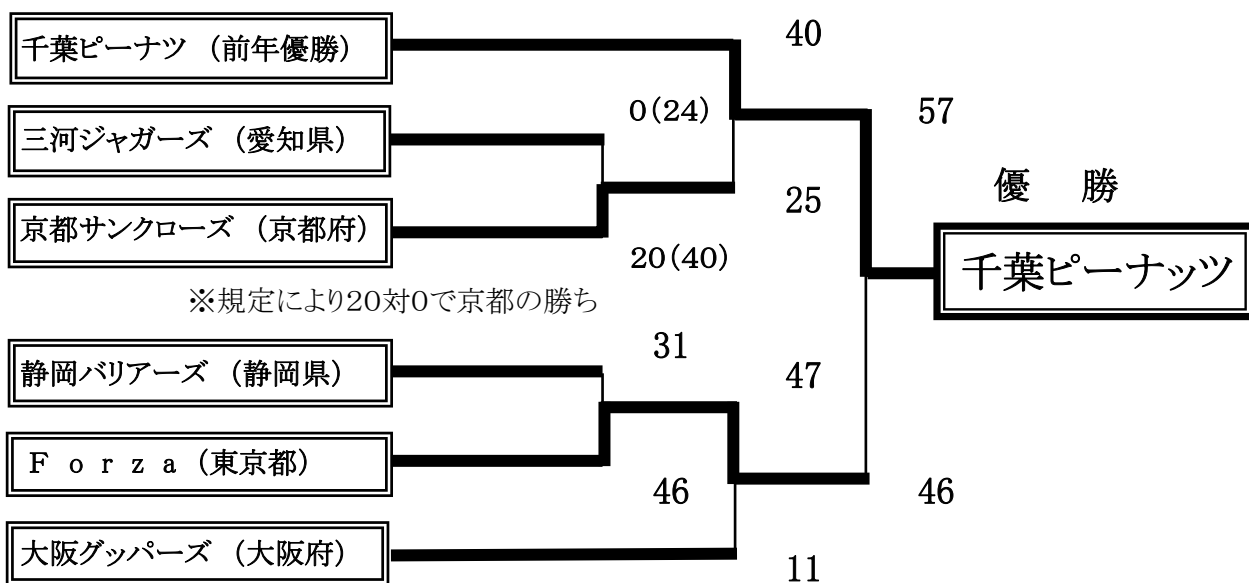 千葉ピーナツ （前年優勝）
40
0(24)
57
三河ジャガーズ （愛知県）
優 勝
25
京都サンクローズ （京都府）
20(40)
千葉ピーナッツ
※規定により20対0で京都の勝ち
31
静岡バリアーズ （静岡県）
47
Ｆｏｒｚａ（東京都）
46
46
大阪グッパーズ （大阪府）
11